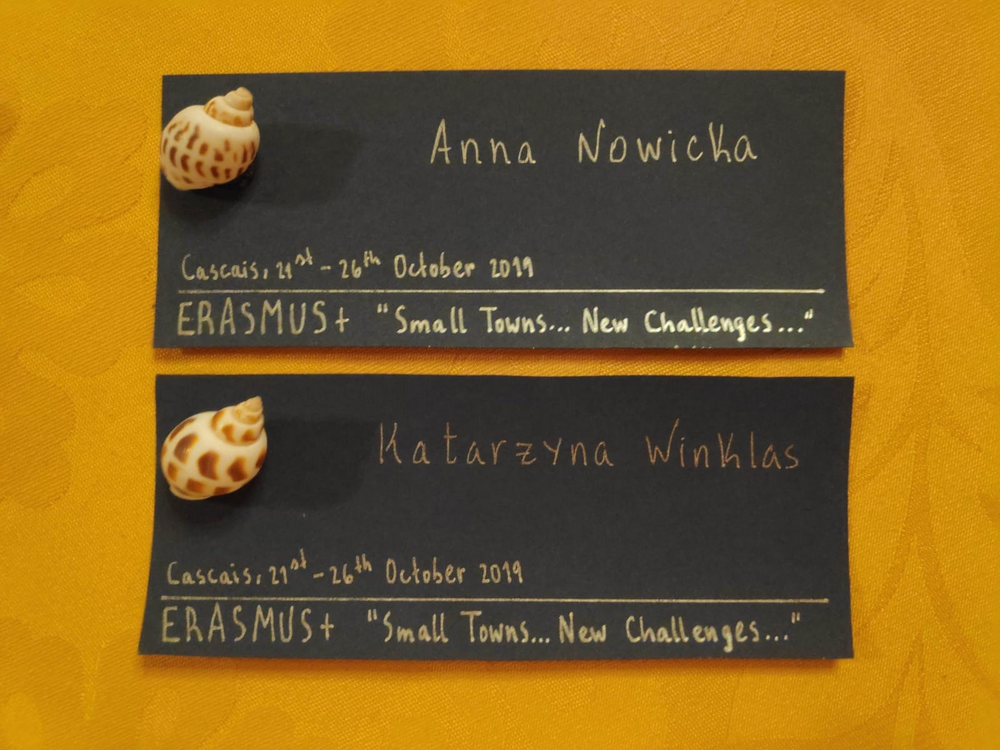 Anna Nowicka
Cascais, 21st - 26th October 2019
ERASMUS+ "Small Towns... New Challenges..."
Katarzyna Winklas
Cascais, 21st - 26th October 2019
ERASMUS+ "Small Towns... New Challenges..."